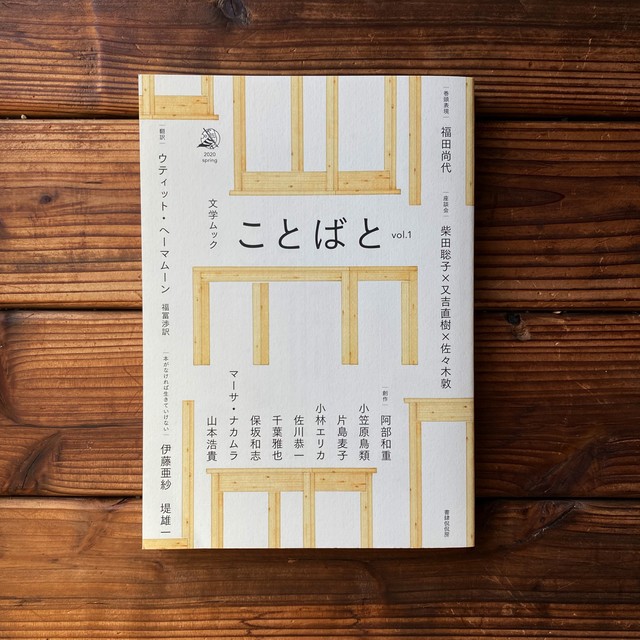 巻頭表現
福田尚代
座談会
柴田聡子×又吉直樹×佐々木敦
2020
spring
文学ムック
ことばと vol.1
翻訳
ウティット・ヘーマムーン
福冨渉訳
本がなければ生きていけない
伊藤亜紗
堤雄一
創作
阿部和重
小笠原鳥類
片島麦子
小林エリカ
佐川恭一
千葉雅也
保坂和志
マーサ・ナカムラ
山本浩貴
書肆侃侃房